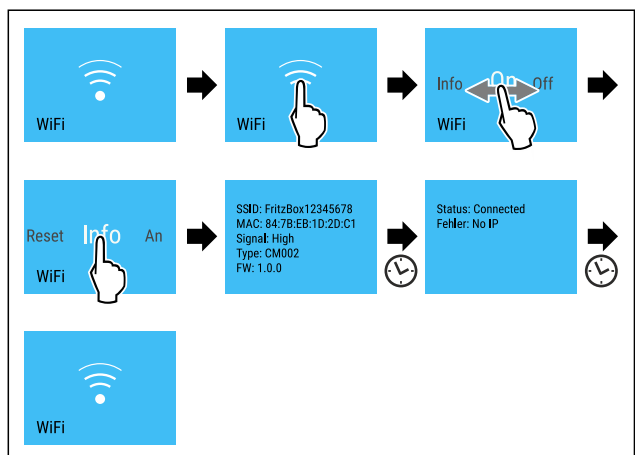 WiFi
WiFi
Info On Off
WiFi
Reset Info An
WiFi
SSID: FritzBox12345678
MAC: 84:7B:EB:1D:2D:C1
Signal: High
Type: CM002
FW: 1.0.0
Status: Connected
Fehler: No IP
WiFi